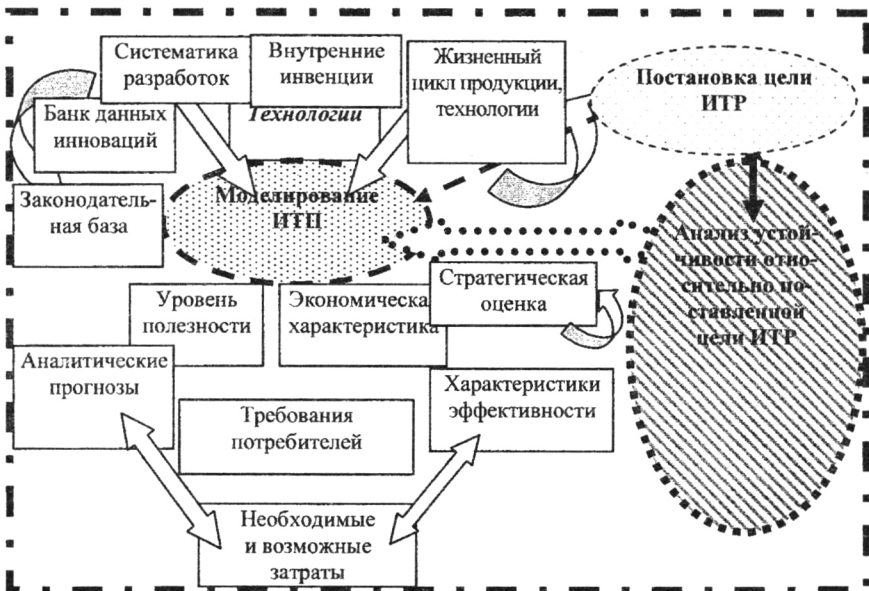 Систематика
разработок
Внутренние
инвенции
Жизненный
цикл продукции,
технологии
Постановка цели
ИТР
Банк данных
инноваций
Технологии
Законодатель-
ная база
Моделирование
ИТП
Анализ устой-
чивости отно-
сительно по-
ставленной
цели ИТР
Стратегическая
оценка
Уровень
полезности
Экономическая
характеристика
Аналитические
прогнозы
Характеристики
эффективности
Требования
потребителей
Необходимые
и возможные
затраты